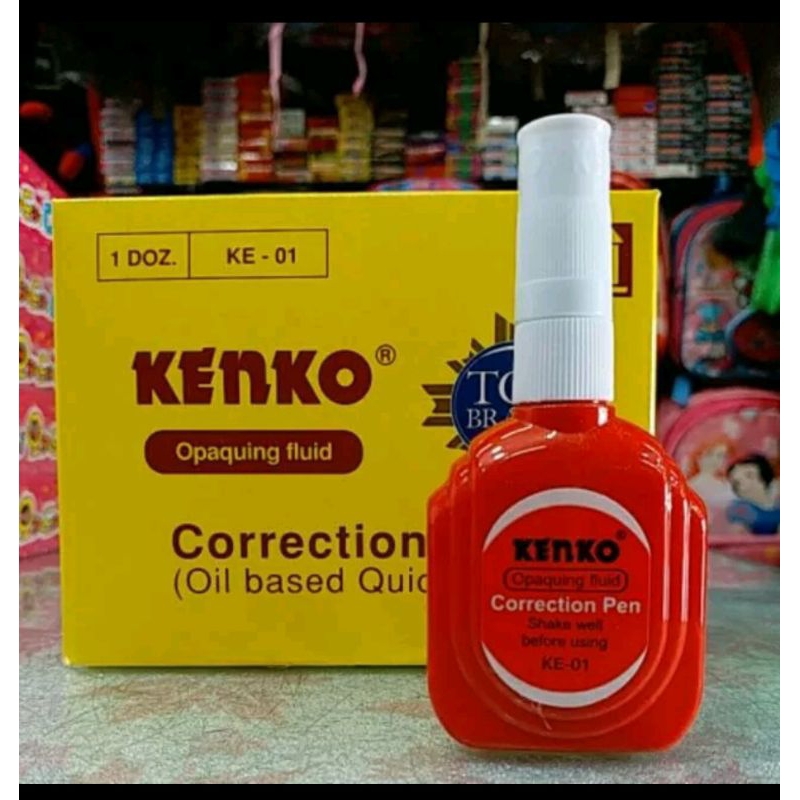 1 DOZ. KE - 01
KENKO®
Opaquing fluid
Correction
(Oil based
KENKO®
Opaquing fluid
Correction Pen
Shake well
before using
KE-01